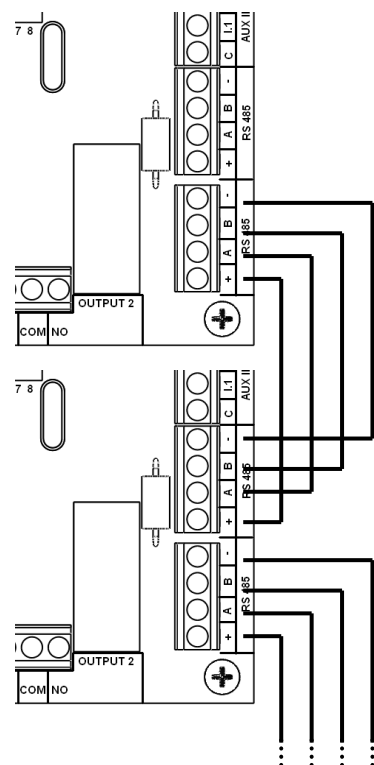 7 8
I.1
C
AUX II
-
B
A
+
RS 485
-
B
A
+
RS 485
OUTPUT 2
COM NO
7 8
I.1
C
AUX II
-
B
A
+
RS 485
-
B
A
+
RS 485
OUTPUT 2
COM NO